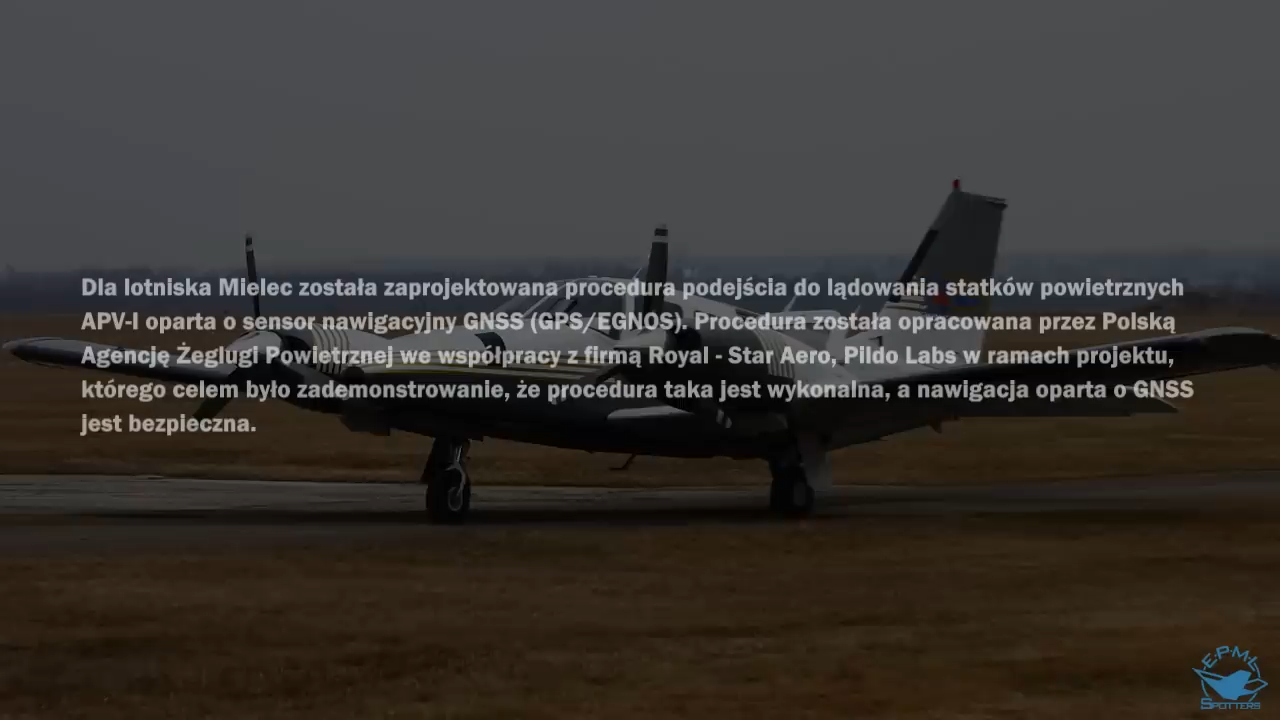 Dla lotniska Mielec została zaprojektowana procedura podejścia do lądowania statków powietrznych
APV-I oparta o sensor nawigacyjny GNSS (GPS/EGNOS). Procedura została opracowana przez Polską
Agencję Żeglugi Powietrznej we współpracy z firmą Royal - Star Aero, Pildo Labs w ramach projektu,
którego celem było zademonstrowanie, że procedura taka jest wykonalna, a nawigacja oparta o GNSS
jest bezpieczna.
E·P·M·L
SPOTTERS